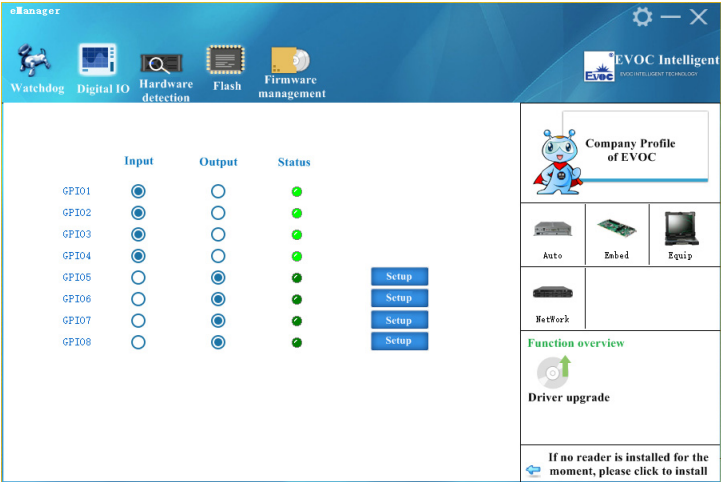 eManager
Watchdog
Digital IO
Hardware
detection
Flash
Firmware
management
Evoc
EVOC Intelligent
EVOC INTELLIGENT TECHNOLOGY
Input Output Status
GPIO1
GPIO2
GPIO3
GPIO4
GPIO5 Setup
GPIO6 Setup
GPIO7 Setup
GPIO8 Setup
Company Profile
of EVOC
Auto Embed Equip
NetWork
Function overview
Driver upgrade
If no reader is installed for the
moment, please click to install